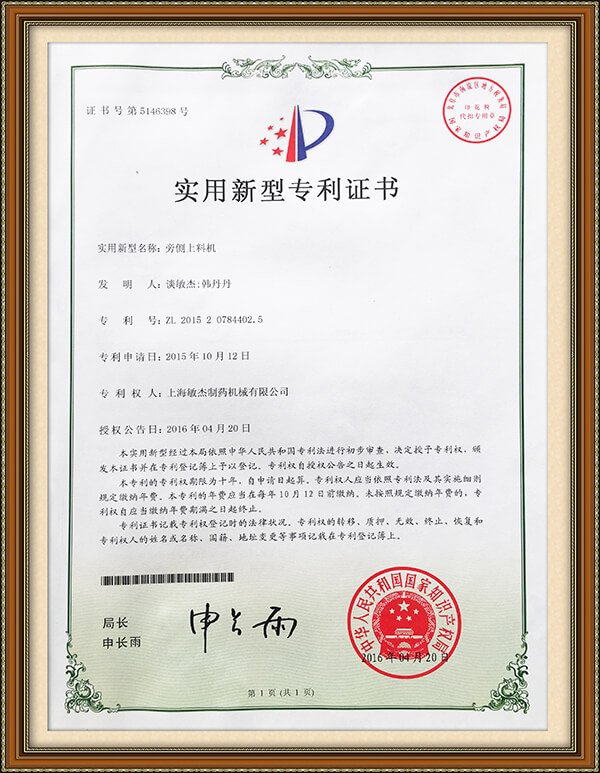 证书号第5146398号
印花税
代扣专用章
国家知识产权局
实用新型专利证书
实用新型名称：旁侧上料机
发明人：谈敏杰;韩丹丹
专利号：ZL 2015 2 0784402.5
专利申请日：2015年10月12日
专利权人：上海敏杰制药机械有限公司
授权公告日：2016年04月20日
本实用新型经过本局依照中华人民共和国专利法进行初步审查，决定授予专利权，颁
发本证书并在专利登记簿上予以登记。专利权自授权公告之日起生效。
本专利的专利权期限为十年，自申请日起算。专利权人应当依照专利法及其实施细则
规定缴纳年费。本专利的年费应当在每年10月12日前缴纳。未按照规定缴纳年费的，专
利权自应当缴纳年费期满之日起终止。
专利证书记载专利权登记时的法律状况。专利权的转移、质押、无效、终止、恢复和
专利权人的姓名或名称、国籍、地址变更等事项记载在专利登记簿上。
局长
申长雨
申长雨
中华人民共和国国家知识产权局
2016年04月20日
第1页(共1页)